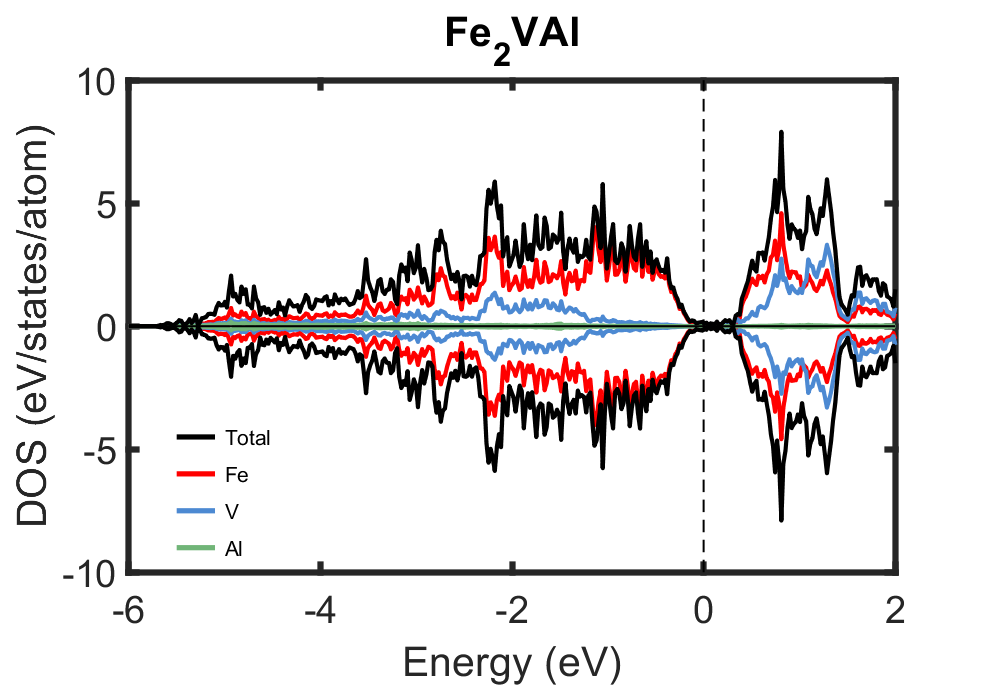 Fe₂VAl
10
5
0
-5
-10
DOS (eV/states/atom)
Total
Fe
V
Al
-6 -4 -2 0 2
Energy (eV)